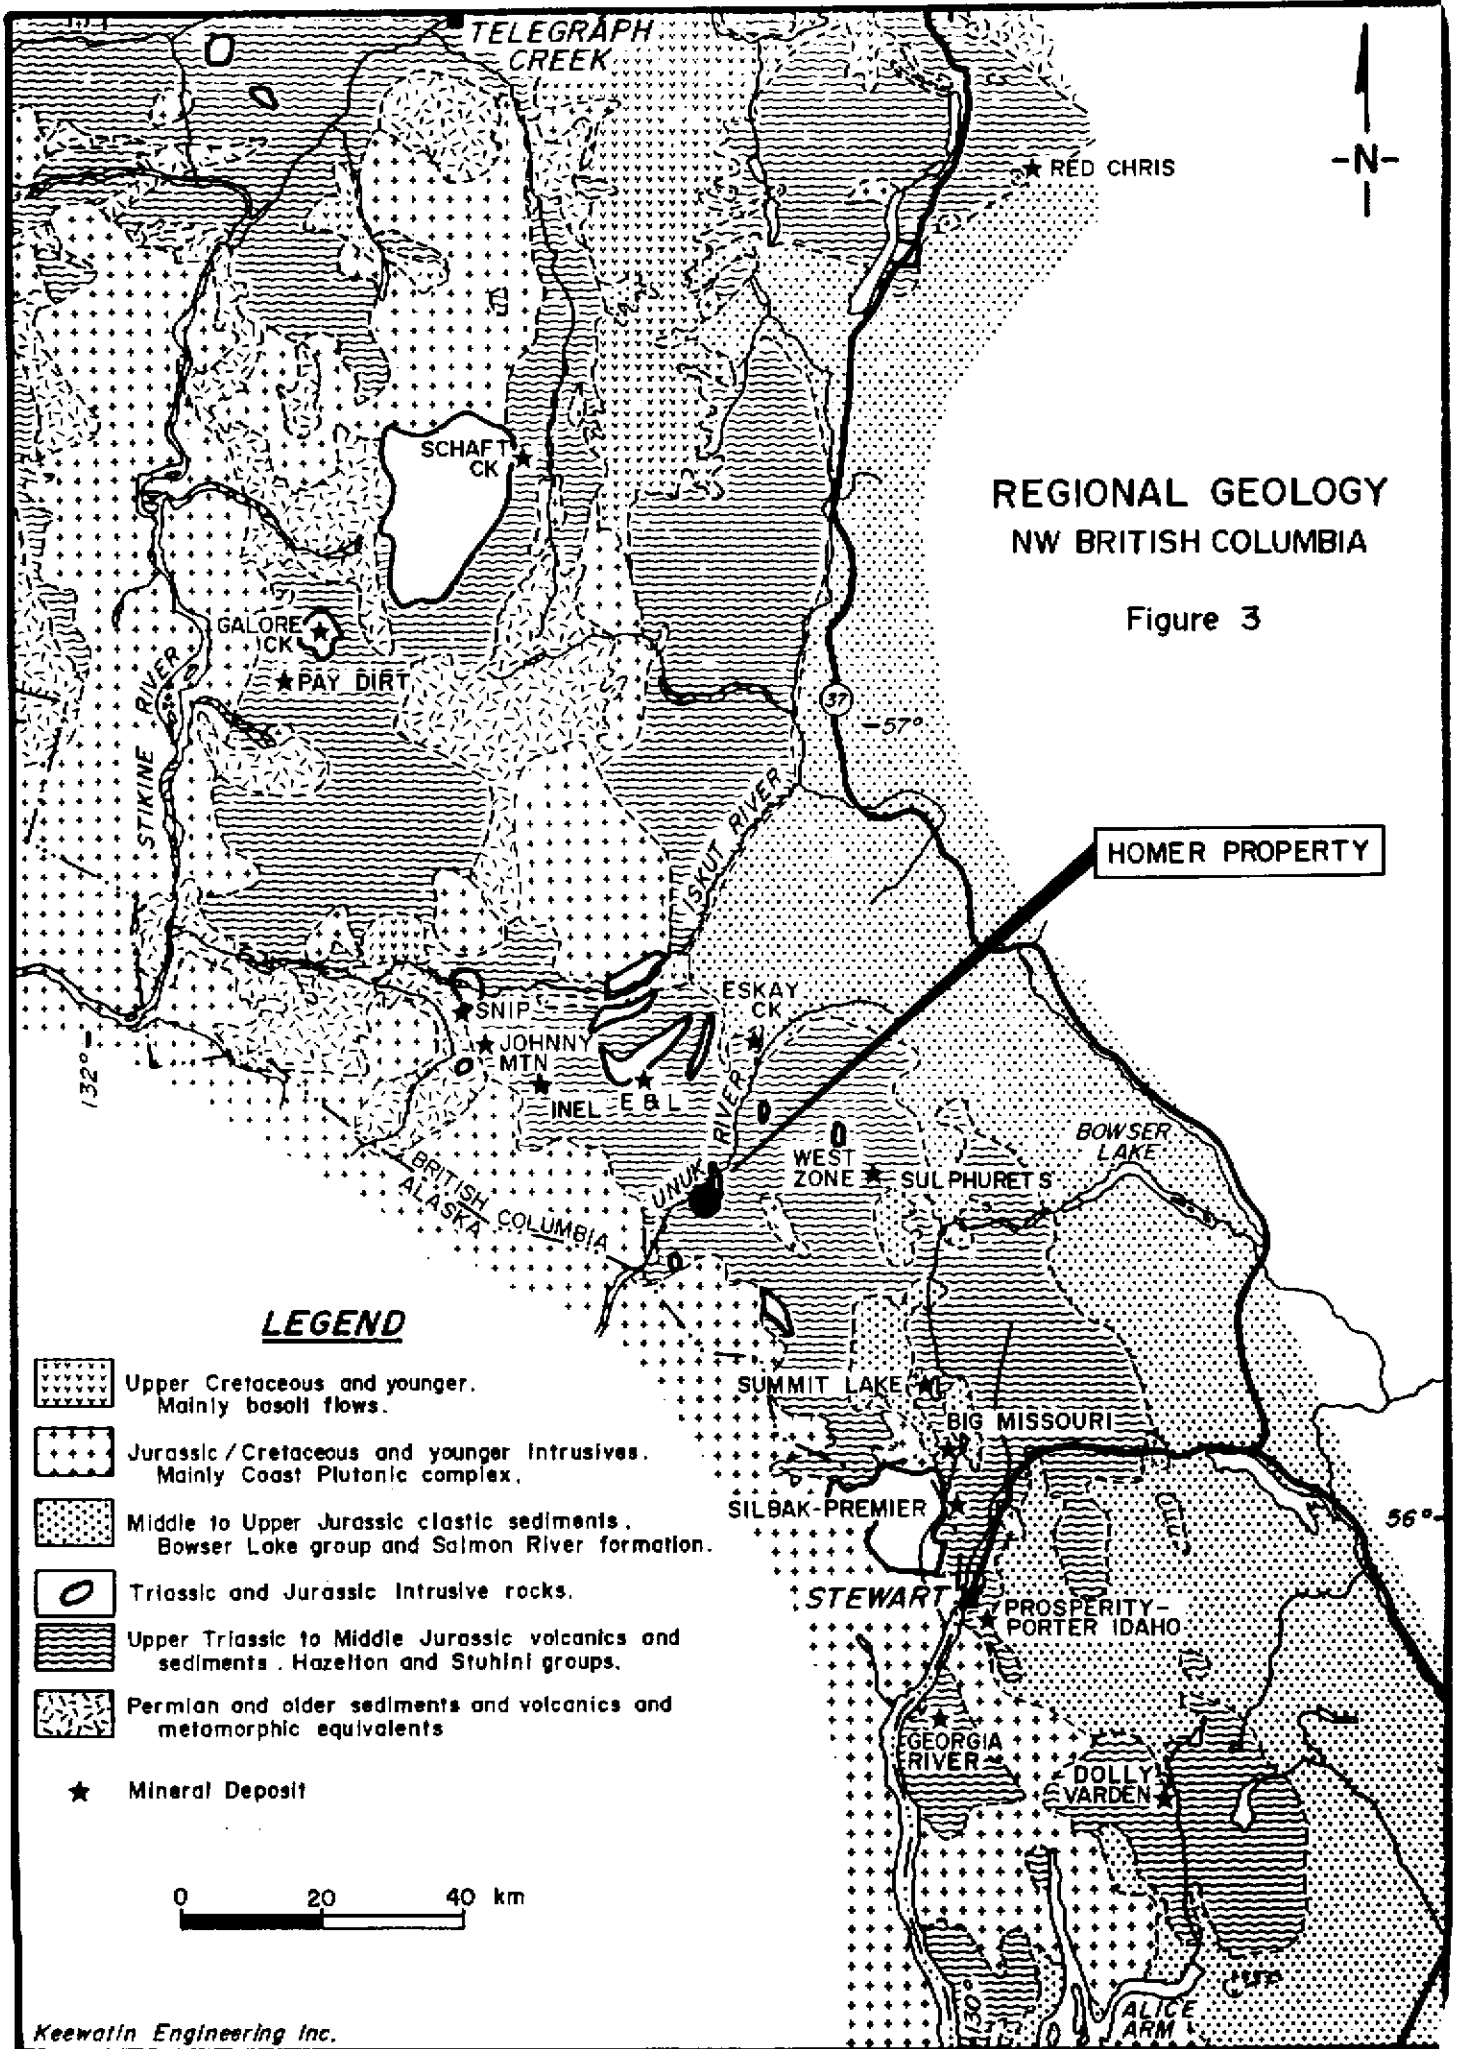 TELEGRAPH
CREEK
RED CHRIS
-N-
SCHAFT
CK
REGIONAL GEOLOGY
NW BRITISH COLUMBIA
Figure 3
GALORE
CK
PAY DIRT
STIKINE RIVER
37
-57°
ISKUT RIVER
HOMER PROPERTY
ESKAY
CK
SNIP
JOHNNY
MTN
INEL
E & L
132°-
UNUK RIVER
WEST
ZONE
SULPHURETS
BOWSER
LAKE
BRITISH COLUMBIA
ALASKA
SUMMIT LAKE
BIG MISSOURI
SILBAK-PREMIER
56°-
STEWART
PROSPERITY-
PORTER IDAHO
GEORGIA
RIVER
DOLLY
VARDEN
130°
ALICE
ARM
LEGEND
Upper Cretaceous and younger.
Mainly basalt flows.
Jurassic/Cretaceous and younger intrusives.
Mainly Coast Plutonic complex.
Middle to Upper Jurassic clastic sediments.
Bowser Lake group and Salmon River formation.
Triassic and Jurassic Intrusive rocks.
Upper Triassic to Middle Jurassic volcanics and
sediments. Hazelton and Stuhini groups.
Permian and older sediments and volcanics and
metamorphic equivalents
Mineral Deposit
0 20 40 km
Keewatin Engineering Inc.